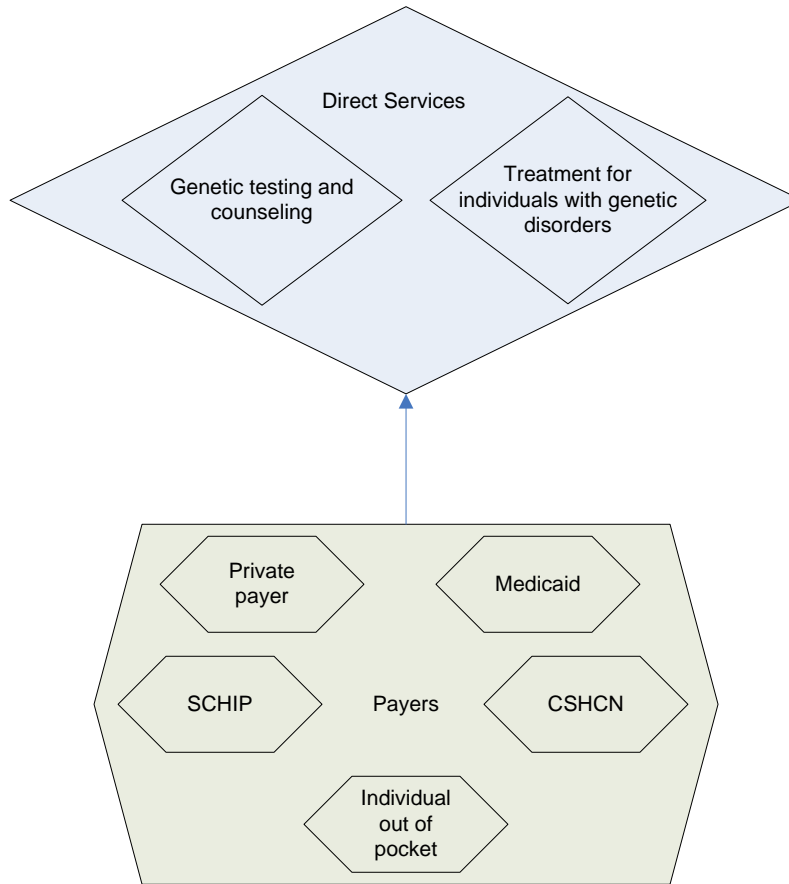 Direct Services
Genetic testing and
counseling
Treatment for
individuals with genetic
disorders
Private
payer
Medicaid
SCHIP
Payers
CSHCN
Individual
out of
pocket